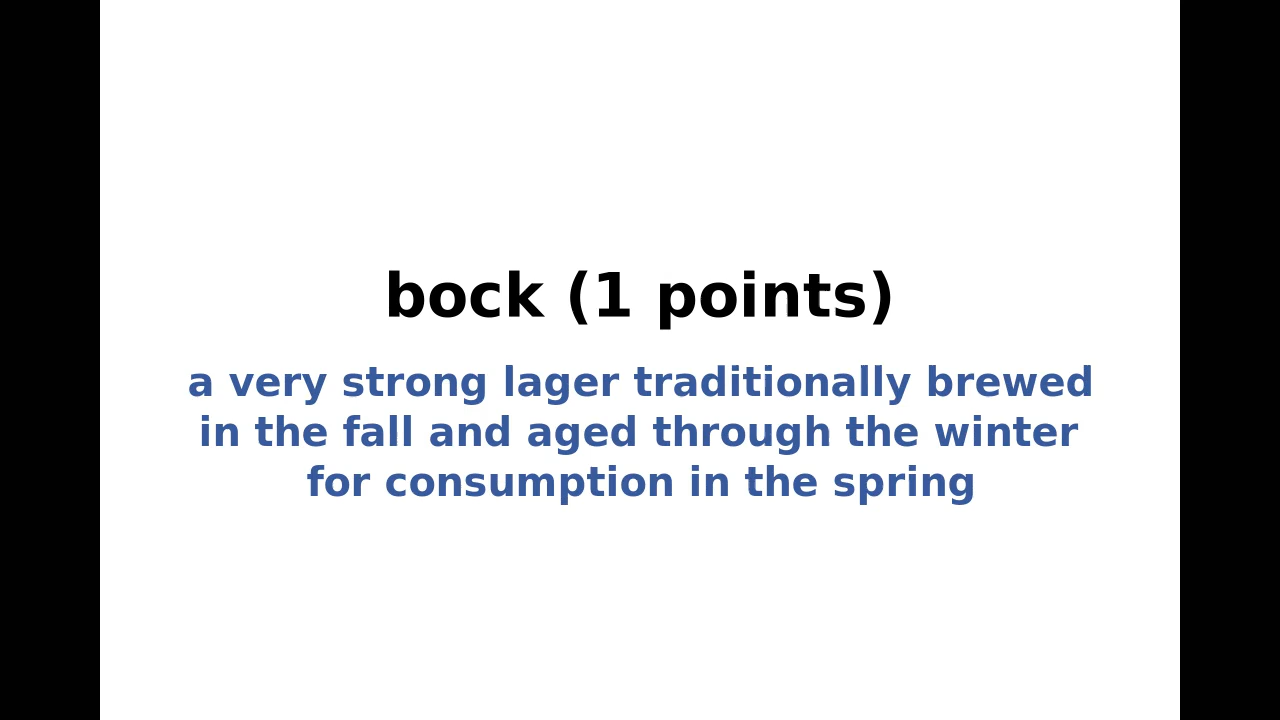 bock (1 points)
a very strong lager traditionally brewed
in the fall and aged through the winter
for consumption in the spring